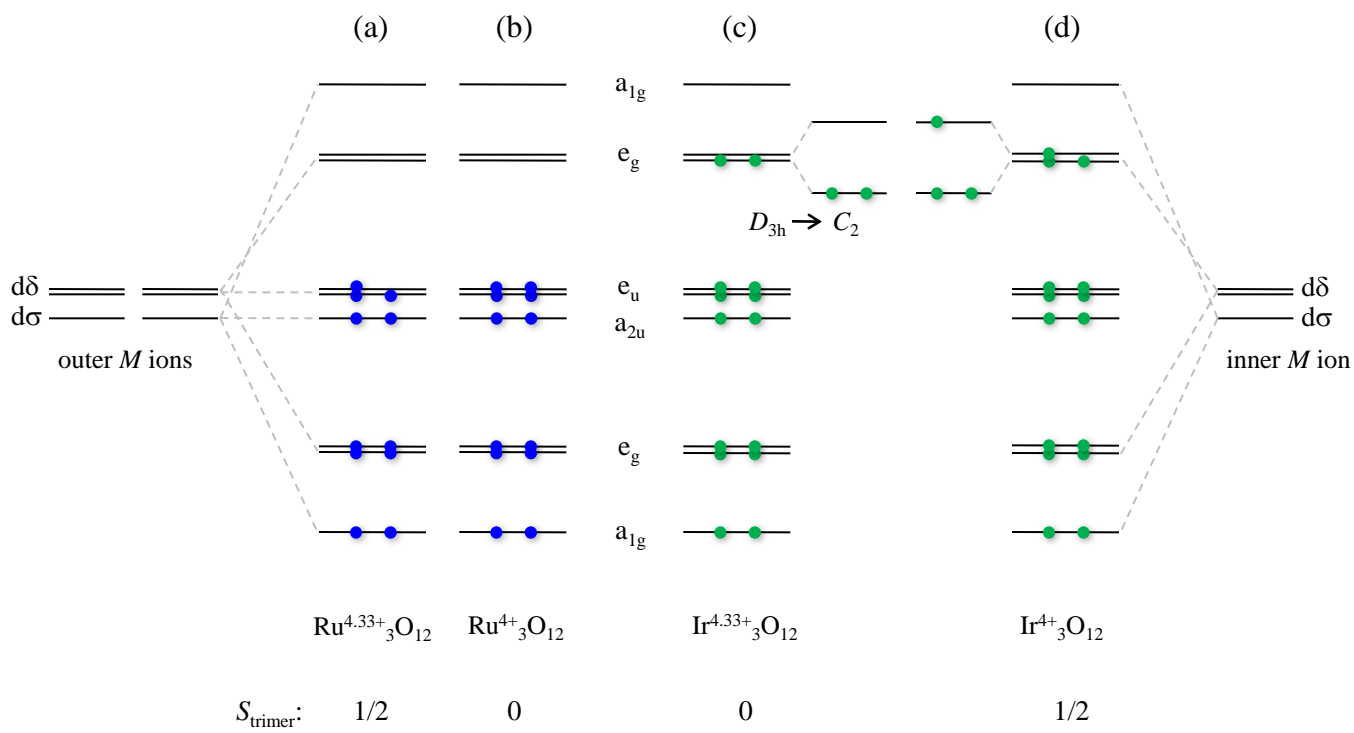 (a) (b) (c) (d)
a1g
eg
D3h → C2
dδ eu dδ
dσ a2u dσ
outer M ions inner M ion
eg
a1g
Ru4.33+3O12 Ru4+3O12 Ir4.33+3O12 Ir4+3O12
Strimer: 1/2 0 0 1/2